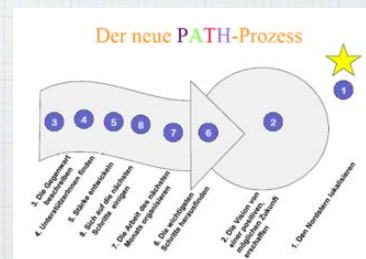 Der neue PATH-Prozess
3
4
5
8
7
6
2
1
3. Die Gegenwart
beschreiben
4. UnterstützerInnen finden
5. Stärke entwickeln
8. Sich auf die nächsten
Schritte einigen
7. Die Arbeit des nächsten
Monats organisieren
6. Die wichtigsten
Schritte herausfinden
2. Die Vision von
einer positiven,
möglichen Zukunft
erschaffen
1. Den Nordstern lokalisieren